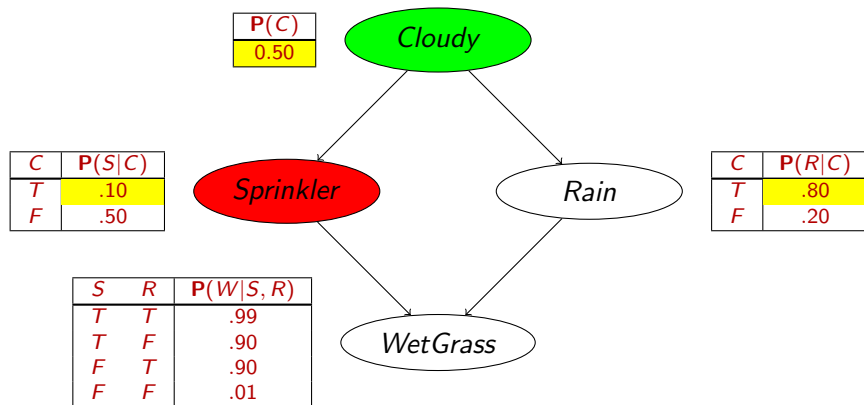 P(C)
0.50
Cloudy
C P(S|C)
T .10
F .50
Sprinkler
Rain
C P(R|C)
T .80
F .20
S R P(W|S, R)
T T .99
T F .90
F T .90
F F .01
WetGrass